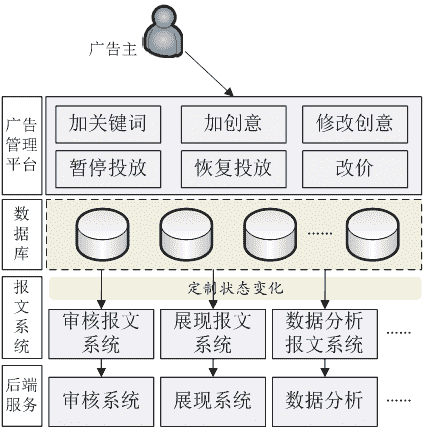 广告主
广告
管理
平台
加关键词
加创意
修改创意
暂停投放
恢复投放
改价
数
据
库
······
报
文
系
统
定制状态变化
审核报文
系统
展现报文
系统
数据分析
报文系统
······
后端
服务
审核系统
展现系统
数据分析
······